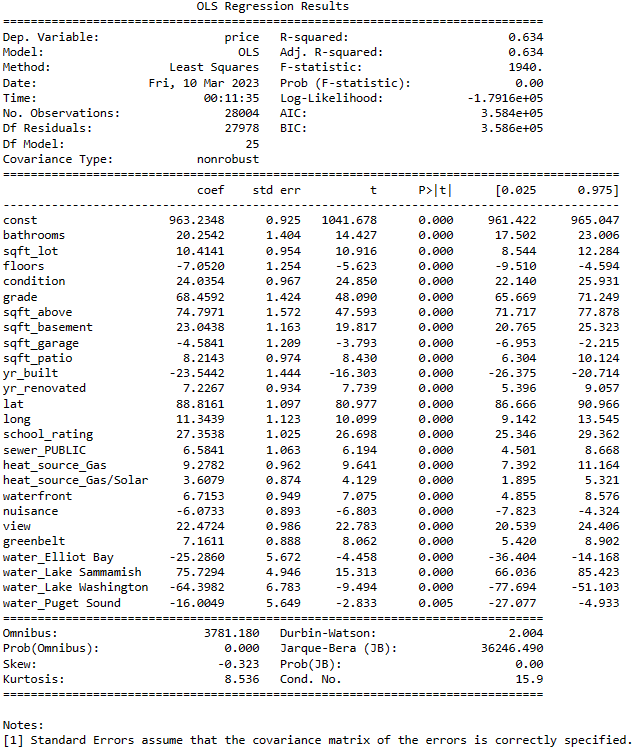 OLS Regression Results
==============================================================================
Dep. Variable:                  price   R-squared:                       0.634
Model:                            OLS   Adj. R-squared:                  0.634
Method:                 Least Squares   F-statistic:                     1940.
Date:                Fri, 10 Mar 2023   Prob (F-statistic):               0.00
Time:                        00:11:35   Log-Likelihood:            -1.7916e+05
No. Observations:               28004   AIC:                         3.584e+05
Df Residuals:                   27978   BIC:                         3.586e+05
Df Model:                          25
Covariance Type:            nonrobust
==============================================================================
coef    std err          t      P>|t|      [0.025      0.975]
------------------------------------------------------------------------------
const                 963.2348      0.925   1041.678      0.000     961.422     965.047
bathrooms              20.2542      1.404     14.427      0.000      17.502      23.006
sqft_lot               10.4141      0.954     10.916      0.000       8.544      12.284
floors                 -7.0520      1.254     -5.623      0.000      -9.510      -4.594
condition              24.0354      0.967     24.850      0.000      22.140      25.931
grade                  68.4592      1.424     48.090      0.000      65.669      71.249
sqft_above             74.7971      1.572     47.593      0.000      71.717      77.878
sqft_basement          23.0438      1.163     19.817      0.000      20.765      25.323
sqft_garage            -4.5841      1.209     -3.793      0.000      -6.953      -2.215
sqft_patio              8.2143      0.974      8.430      0.000       6.304      10.124
yr_built              -23.5442      1.444    -16.303      0.000     -26.375     -20.714
yr_renovated            7.2267      0.934      7.739      0.000       5.396       9.057
lat                    88.8161      1.097     80.977      0.000      86.666      90.966
long                   11.3439      1.123     10.099      0.000       9.142      13.545
school_rating          27.3538      1.025     26.698      0.000      25.346      29.362
sewer_PUBLIC            6.5841      1.063      6.194      0.000       4.501       8.668
heat_source_Gas         9.2782      0.962      9.641      0.000       7.392      11.164
heat_source_Gas/Solar   3.6079      0.874      4.129      0.000       1.895       5.321
waterfront              6.7153      0.949      7.075      0.000       4.855       8.576
nuisance               -6.0733      0.893     -6.803      0.000      -7.823      -4.324
view                   22.4724      0.986     22.783      0.000      20.539      24.406
greenbelt               7.1611      0.888      8.062      0.000       5.420       8.902
water_Elliot Bay      -25.2860      5.672     -4.458      0.000     -36.404     -14.168
water_Lake Sammamish   75.7294      4.946     15.313      0.000      66.036      85.423
water_Lake Washington -64.3982      6.783     -9.494      0.000     -77.694     -51.103
water_Puget Sound     -16.0049      5.649     -2.833      0.005     -27.077      -4.933
==============================================================================
Omnibus:                     3781.180   Durbin-Watson:                   2.004
Prob(Omnibus):                  0.000   Jarque-Bera (JB):            36246.490
Skew:                          -0.323   Prob(JB):                         0.00
Kurtosis:                       8.536   Cond. No.                         15.9
==============================================================================
Notes:
[1] Standard Errors assume that the covariance matrix of the errors is correctly specified.